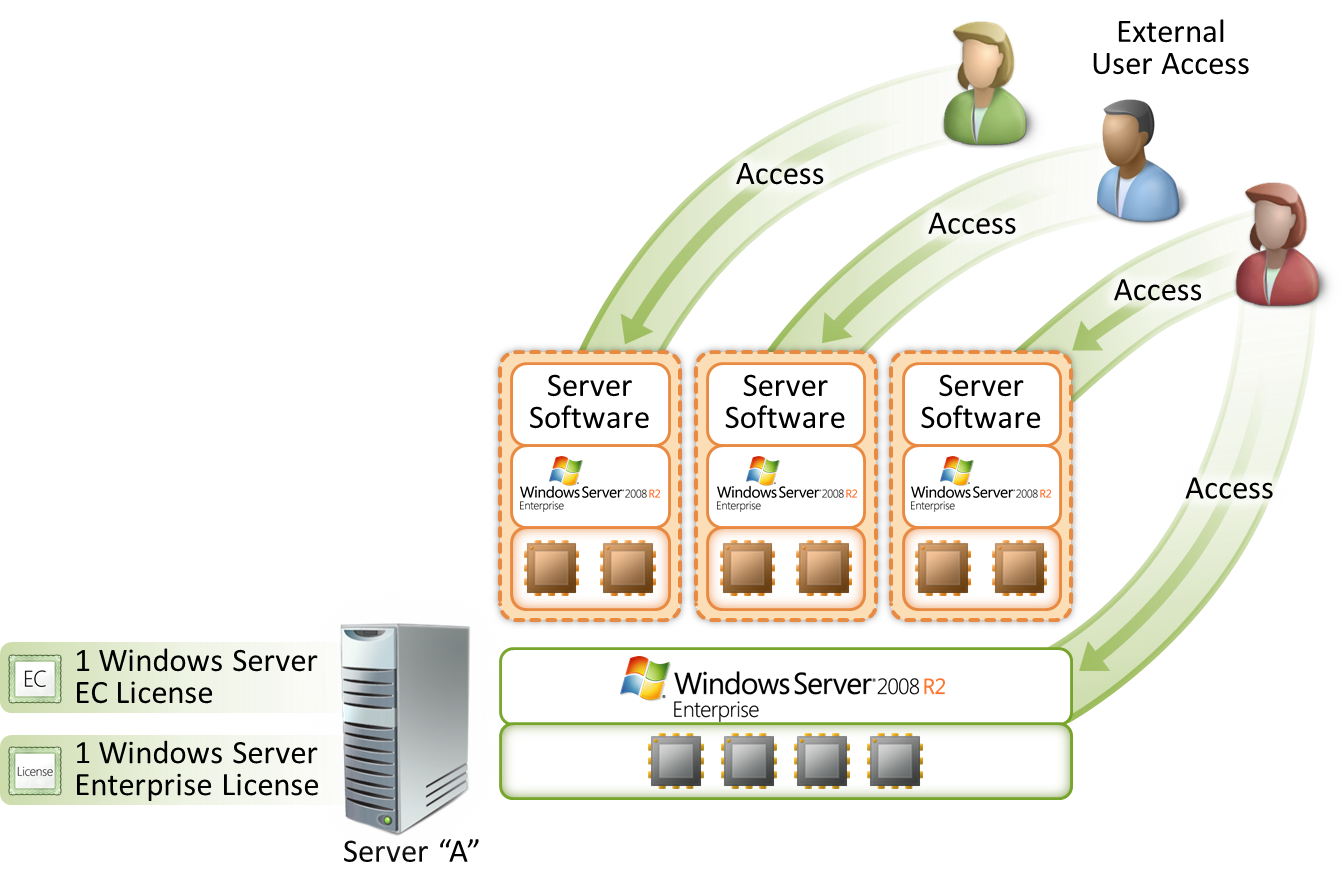 External
User Access
Access
Access
Access
Access
Server
Software
Server
Software
Server
Software
Windows Server 2008 R2
Enterprise
Windows Server 2008 R2
Enterprise
Windows Server 2008 R2
Enterprise
EC
1 Windows Server
EC License
Windows Server 2008 R2
Enterprise
License
1 Windows Server
Enterprise License
Server “A”